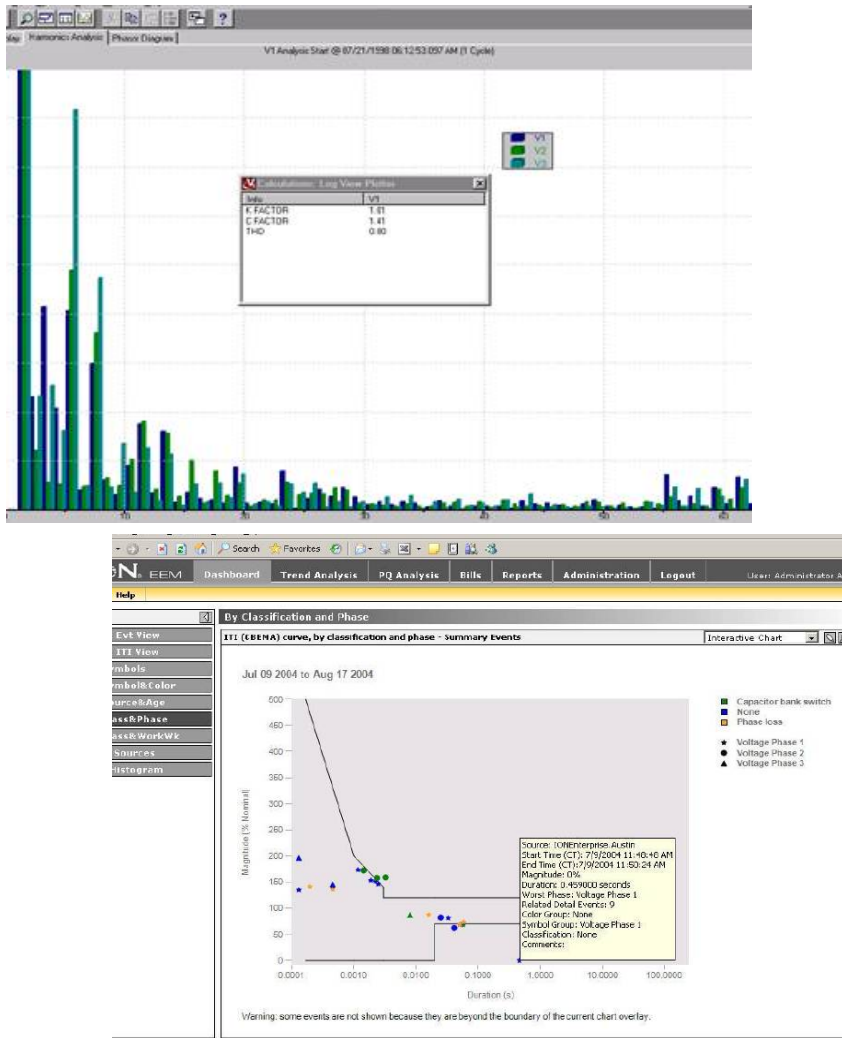 ?
Harmonics Analysis Phasor Diagram
V1 Analysis Start @ 07/21/1998 06:12:53.097 AM (1 Cycle)
V1
V2
V3
Calculations: Log View Plotter
Info V1
K FACTOR
C FACTOR 1.41
THD
10 20 30 40 50 60
Search Favorites
EEM Dashboard Trend Analysis PQ Analysis Bills Reports Administration Logout User: Administrator A
Help
By Classification and Phase
Evt View
ITI (CBEMA) curve, by classification and phase - Summary Events
Interactive Chart
ITI View
mbols
mbol&Color
ource&Age
ass&Phase
ass&WorkWk
Sources
Histogram
Jul 09 2004 to Aug 17 2004
Capacitor bank switch
None
Phase loss
Voltage Phase 1
Voltage Phase 2
Voltage Phase 3
Magnitude [% Nominal]
500
450
400
350
300
250
200
150
100
50
0
Source: IONEnterprise.Austin
Start Time (CT): 7/9/2004 11:48:48 AM
End Time (CT): 7/9/2004 11:50:24 AM
Magnitude: 0%
Duration: 0.459000 seconds
Worst Phase: Voltage Phase 1
Related Detail Events: 9
Color Group: None
Symbol Group: Voltage Phase 1
Classification: None
Comments:
0.0001 0.0010 0.0100 0.1000 1.0000 10.0000 100.0000
Duration (s)
Warning: some events are not shown because they are beyond the boundary of the current chart overlay.